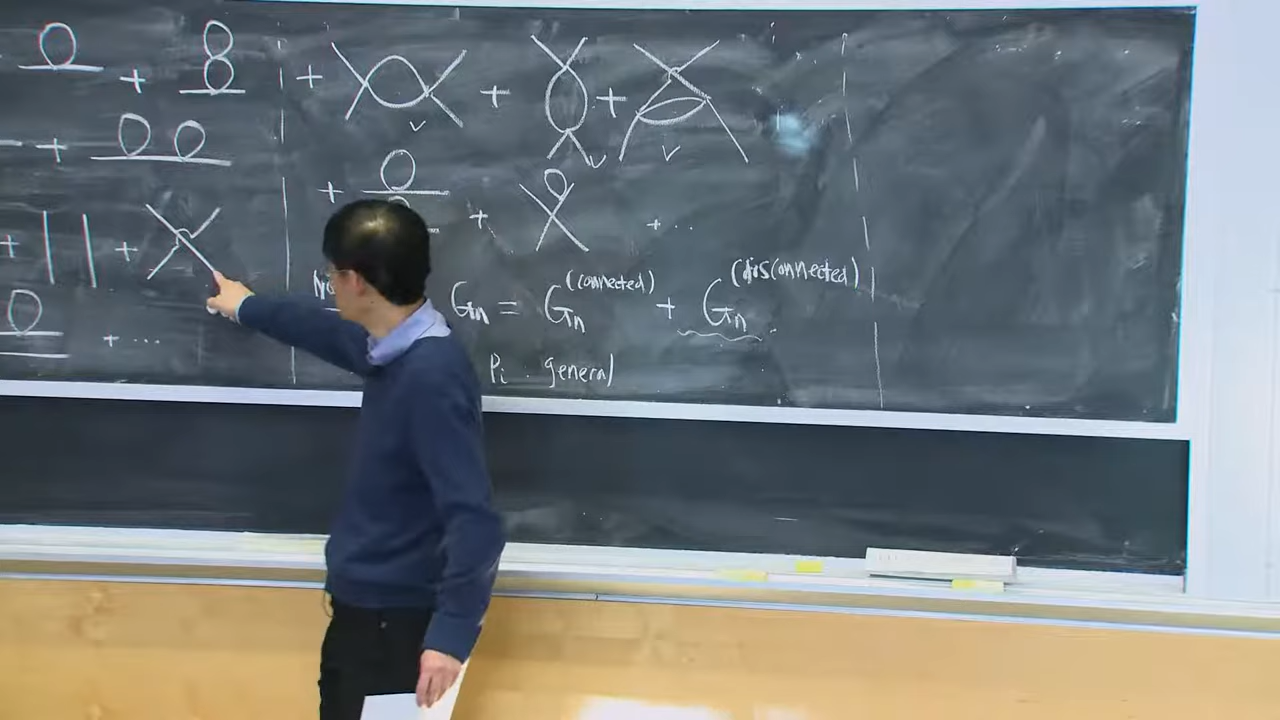 G_n = G_n^(connected) + G_n^(disconnected)
P_i . general